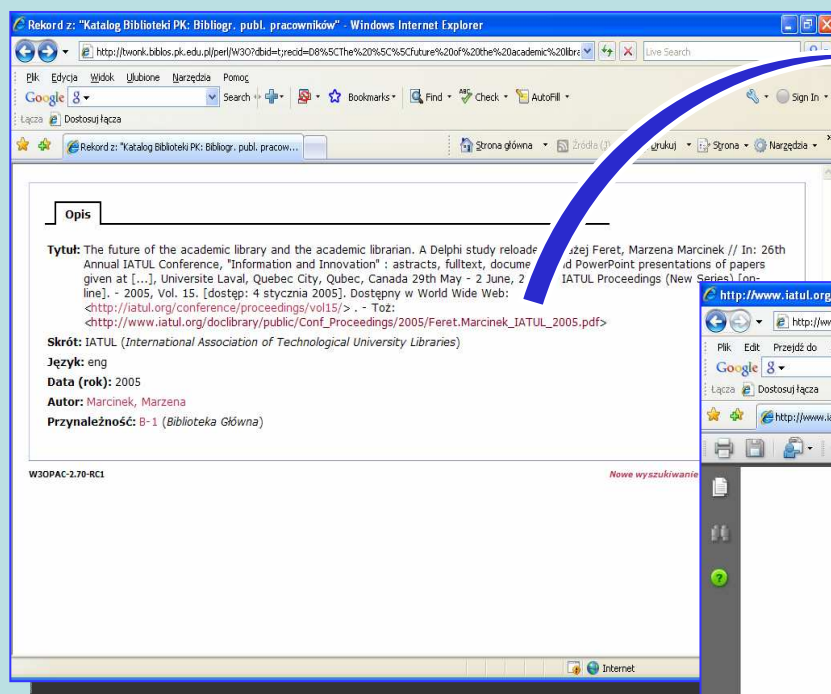 Rekord z: "Katalog Biblioteki PK: Bibliogr. publ. pracowników" - Windows Internet Explorer
http://twonk.biblos.pk.edu.pl/perl/W3O?dbid=t;recid=D8%5CThe%20%5C%5Cfuture%20of%20the%20academic%20libra
Live Search
Plik Edycja Widok Ulubione Narzędzia Pomoc
Google Search Bookmarks Find Check AutoFill Sign In
Łącza Dostosuj łącza
Rekord z: "Katalog Biblioteki PK: Bibliogr. publ. pracow... Strona główna Źródła Drukuj Strona Narzędzia
Opis
Tytuł: The future of the academic library and the academic librarian. A Delphi study reloade ażej Feret, Marzena Marcinek // In: 26th
Annual IATUL Conference, "Information and Innovation" : astracts, fulltext, docume d PowerPoint presentations of papers
given at [...], Universite Laval, Quebec City, Qubec, Canada 29th May - 2 June, 2 IATUL Proceedings (New Series) [on-
line]. - 2005, Vol. 15. [dostęp: 4 stycznia 2005]. Dostępny w World Wide Web:
<http://iatul.org/conference/proceedings/vol15/> . - Toż:
<http://www.iatul.org/doclibrary/public/Conf_Proceedings/2005/Feret.Marcinek_IATUL_2005.pdf>
Skrót: IATUL (International Association of Technological University Libraries)
Język: eng
Data (rok): 2005
Autor: Marcinek, Marzena
Przynależność: B-1 (Biblioteka Główna)
W3OPAC-2.70-RC1
Nowe wyszukiwanie
Internet
http://www.iatul.org
http://ww
Plik Edit Przejdź do
Google
Łącza Dostosuj łącza
http://www.ia